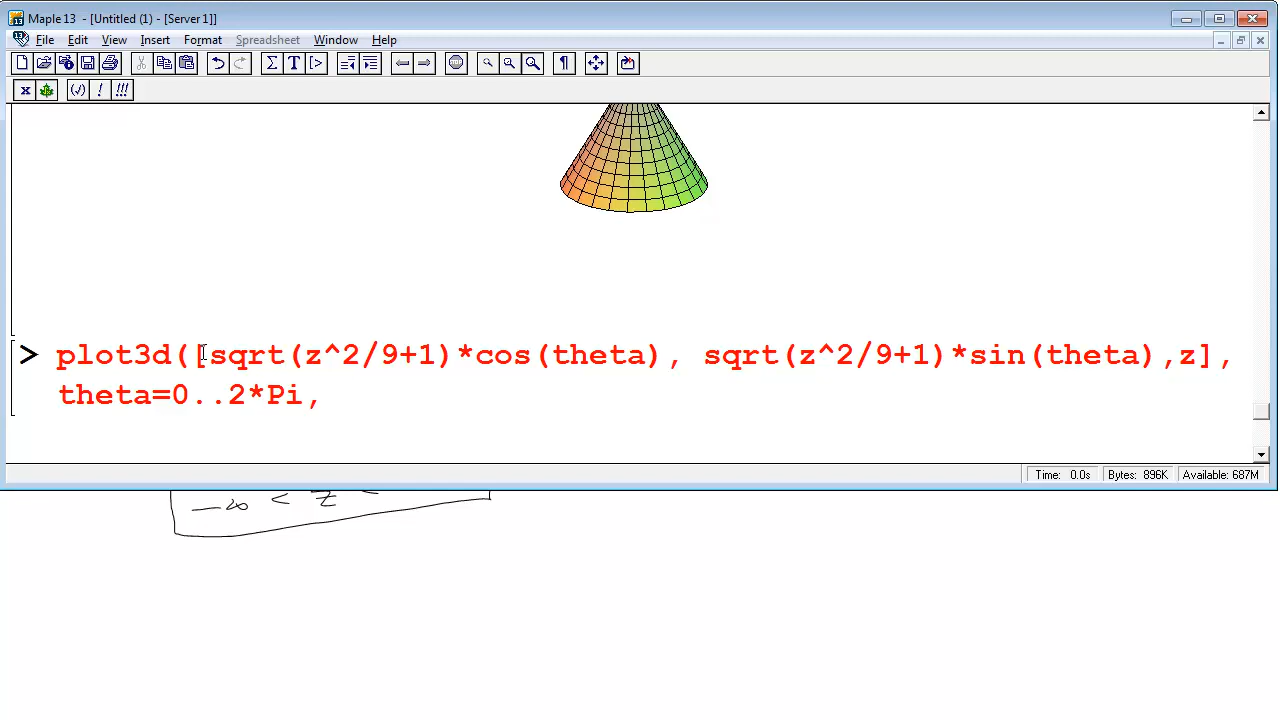 Maple 13 - [Untitled (1) - [Server 1]]
File Edit View Insert Format Spreadsheet Window Help
> plot3d([sqrt(z^2/9+1)*cos(theta), sqrt(z^2/9+1)*sin(theta),z],
theta=0..2*Pi,
Time: 0.0s Bytes: 896K Available: 687M
-∞ < z <